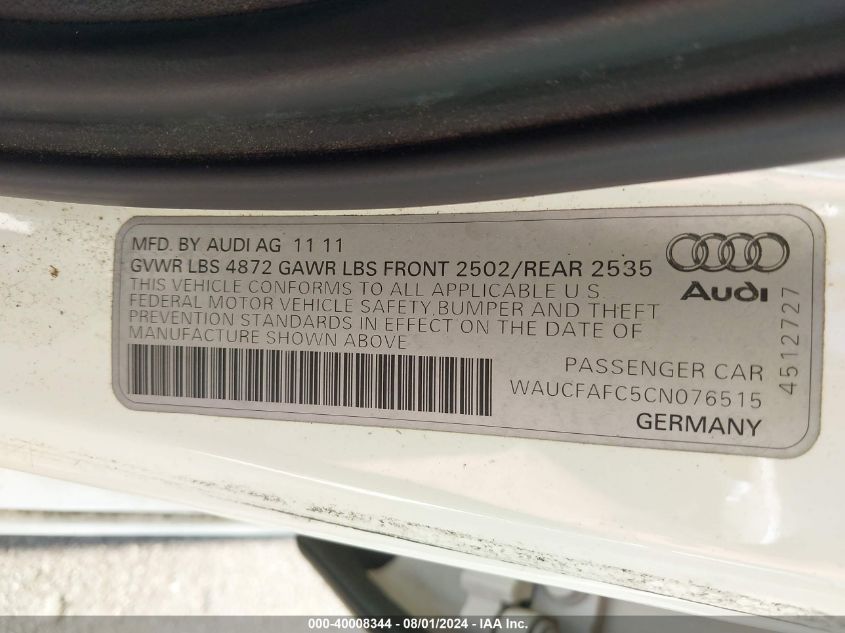 MFD. BY AUDI AG 11 11
GVWR LBS 4872 GAWR LBS FRONT 2502/REAR 2535
THIS VEHICLE CONFORMS TO ALL APPLICABLE U S
FEDERAL MOTOR VEHICLE SAFETY, BUMPER AND THEFT
PREVENTION STANDARDS IN EFFECT ON THE DATE OF
MANUFACTURE SHOWN ABOVE
Audi
PASSENGER CAR
WAUCFAFC5CN076515
GERMANY
4512727
000-40008344 - 08/01/2024 - IAA Inc.